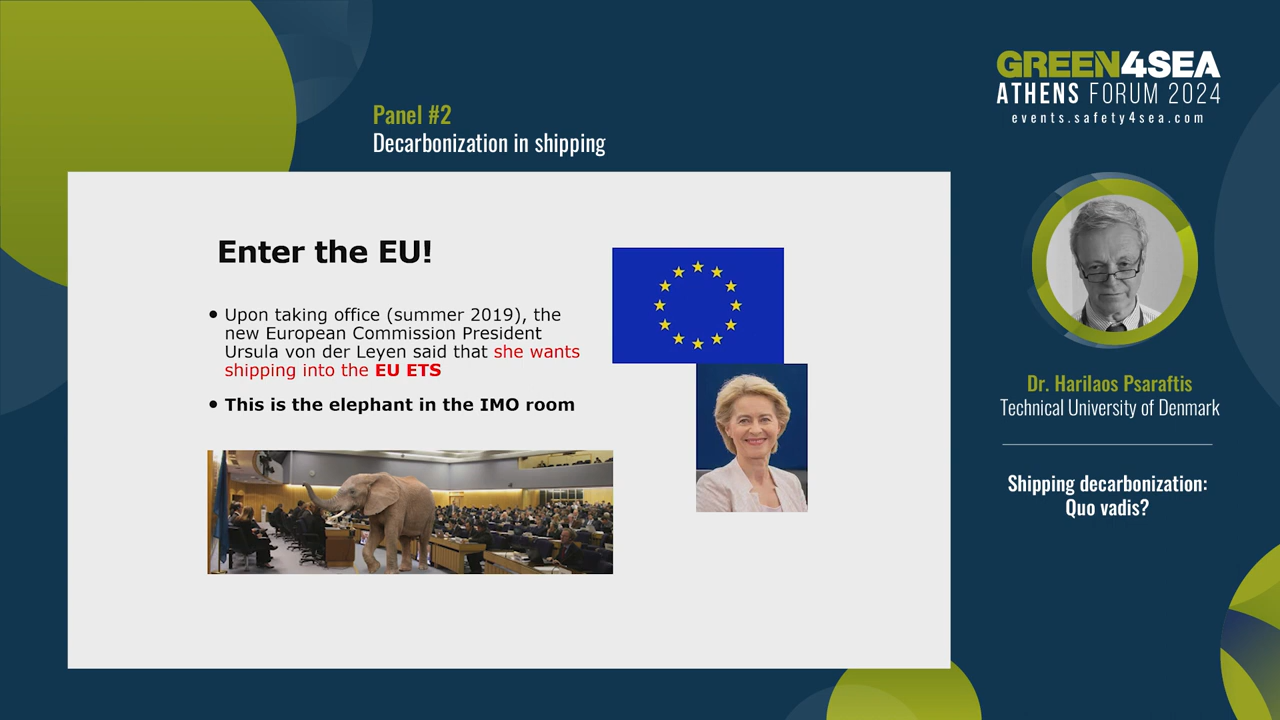 GREEN4SEA
ATHENS FORUM 2024
events.safety4sea.com
Panel #2
Decarbonization in shipping
Enter the EU!
• Upon taking office (summer 2019), the
new European Commission President
Ursula von der Leyen said that she wants
shipping into the EU ETS
• This is the elephant in the IMO room
Dr. Harilaos Psaraftis
Technical University of Denmark
Shipping decarbonization:
Quo vadis?